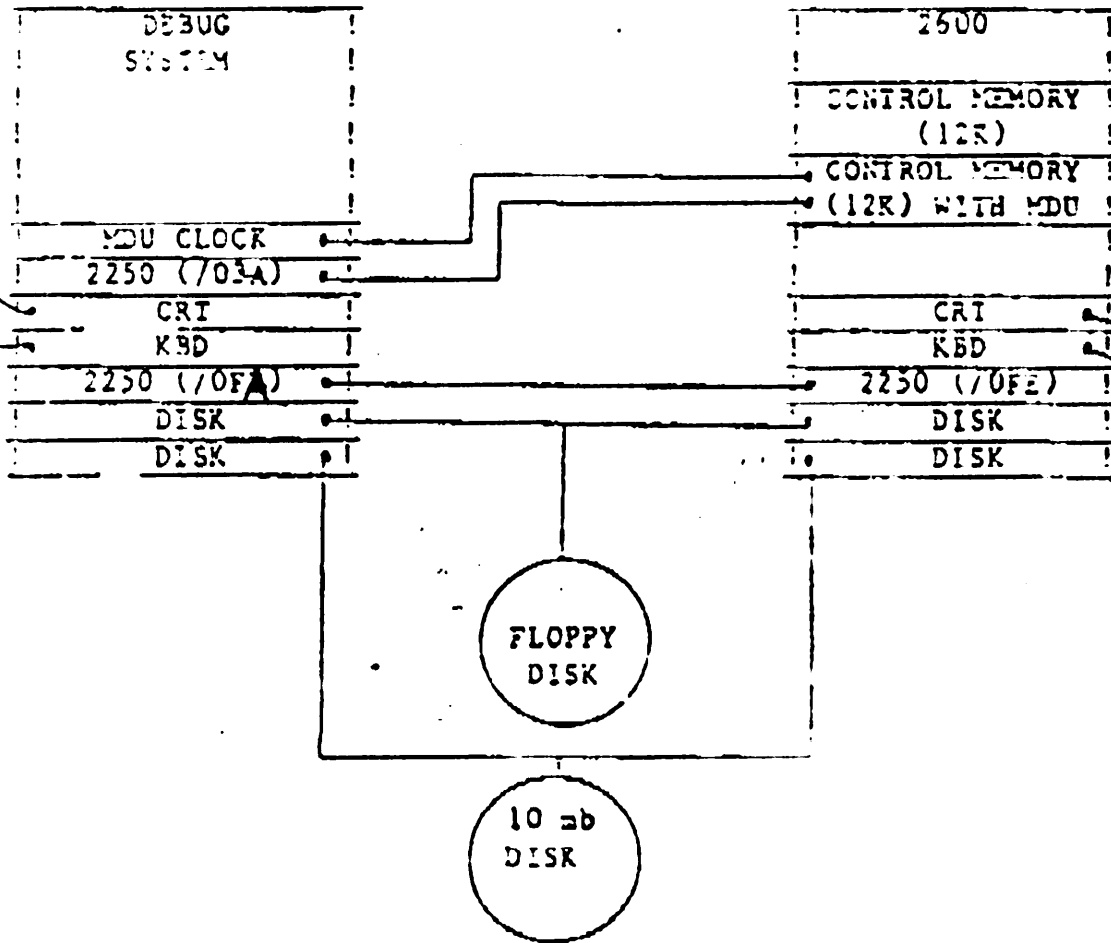 DEBUG
SYSTEM
MDU CLOCK
2250 (/03A)
CRT
KBD
2250 (/0FA)
DISK
DISK
2600
CONTROL MEMORY
(12K)
CONTROL MEMORY
(12K) WITH MDU
CRT
KBD
2250 (/0FE)
DISK
DISK
FLOPPY
DISK
10 mb
DISK